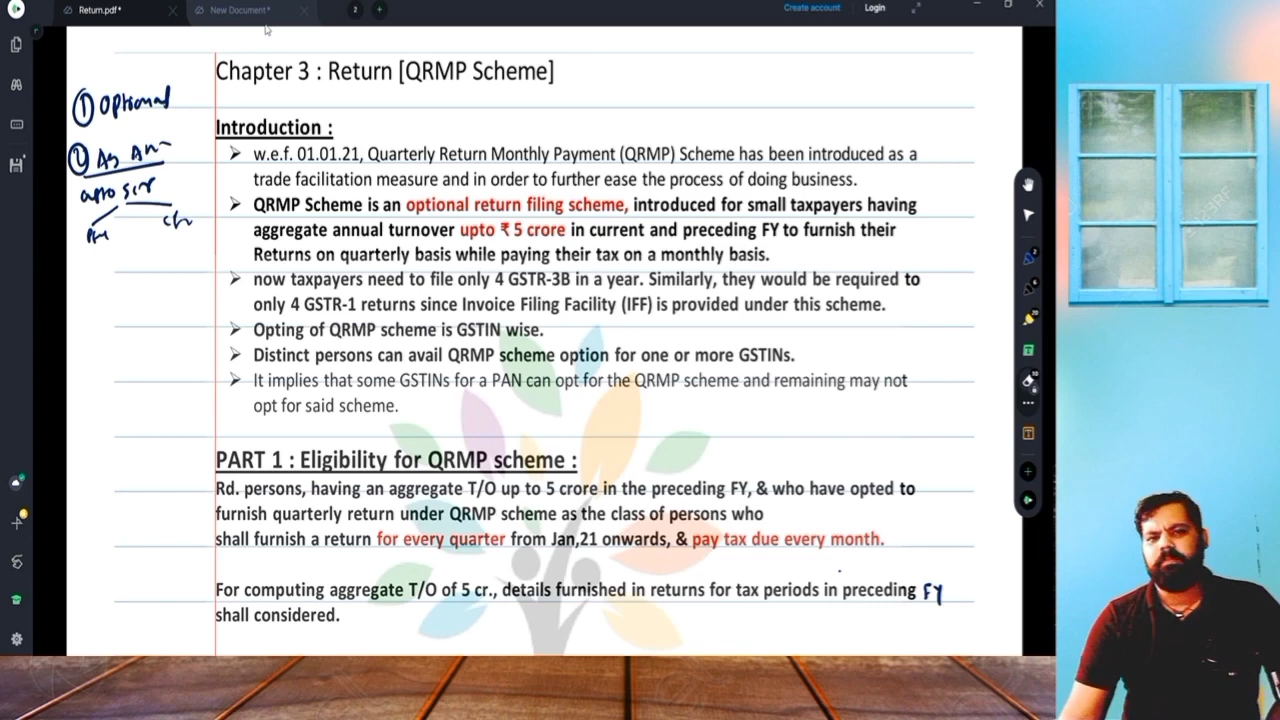 Return.pdf*
New Document*
2
Create account
Login
Chapter 3 : Return [QRMP Scheme]
① Optional
Introduction :
➢ w.e.f. 01.01.21, Quarterly Return Monthly Payment (QRMP) Scheme has been introduced as a
trade facilitation measure and in order to further ease the process of doing business.
➢ QRMP Scheme is an optional return filing scheme, introduced for small taxpayers having
aggregate annual turnover upto ₹ 5 crore in current and preceding FY to furnish their
Returns on quarterly basis while paying their tax on a monthly basis.
➢ now taxpayers need to file only 4 GSTR-3B in a year. Similarly, they would be required to
only 4 GSTR-1 returns since Invoice Filing Facility (IFF) is provided under this scheme.
➢ Opting of QRMP scheme is GSTIN wise.
➢ Distinct persons can avail QRMP scheme option for one or more GSTINs.
➢ It implies that some GSTINs for a PAN can opt for the QRMP scheme and remaining may not
opt for said scheme.
PART 1 : Eligibility for QRMP scheme :
Rd. persons, having an aggregate T/O up to 5 crore in the preceding FY, & who have opted to
furnish quarterly return under QRMP scheme as the class of persons who
shall furnish a return for every quarter from Jan,21 onwards, & pay tax due every month.
For computing aggregate T/O of 5 cr., details furnished in returns for tax periods in preceding FY
shall considered.